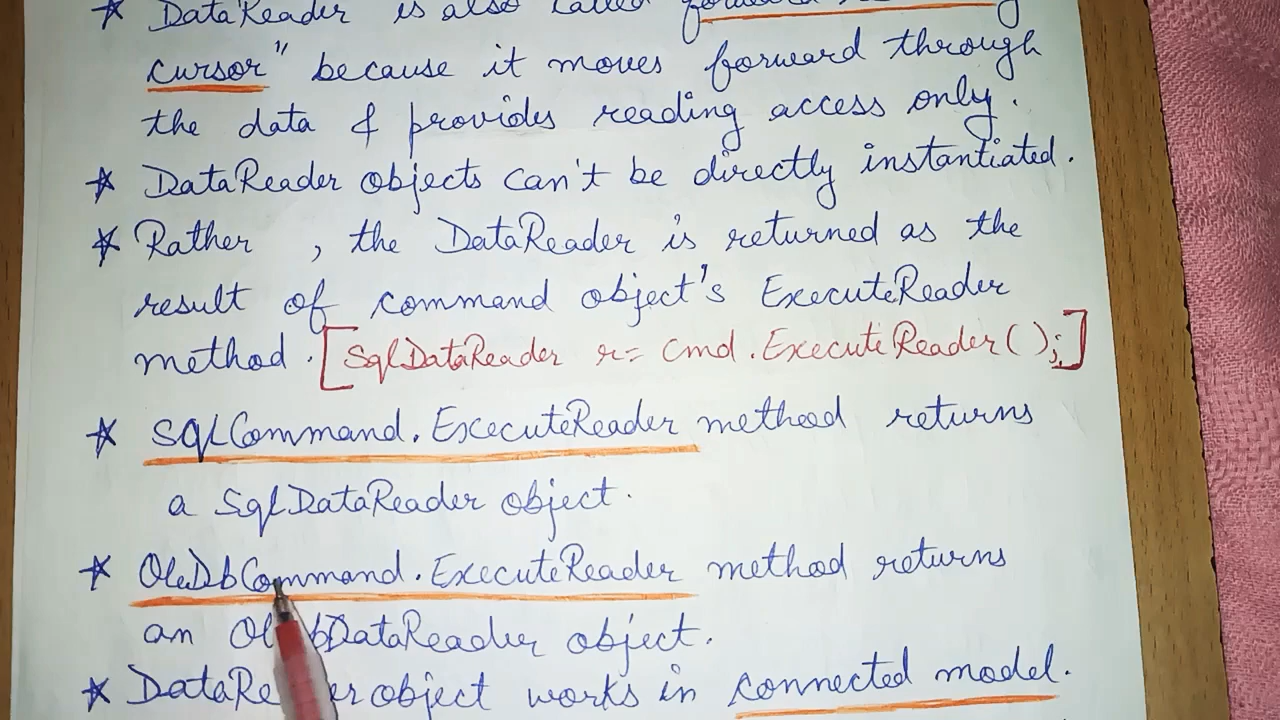 * DataReader is also called
cursor" because it moves forward through
the data & provides reading access only.
* DataReader objects can't be directly instantiated.
* Rather , the DataReader is returned as the
result of command object's ExecuteReader
method. [SqlDataReader r= cmd.ExecuteReader();]
* SqlCommand.ExecuteReader method returns
a SqlDataReader object.
* OleDbCommand.ExecuteReader method returns
an object.
* object works in connected model.